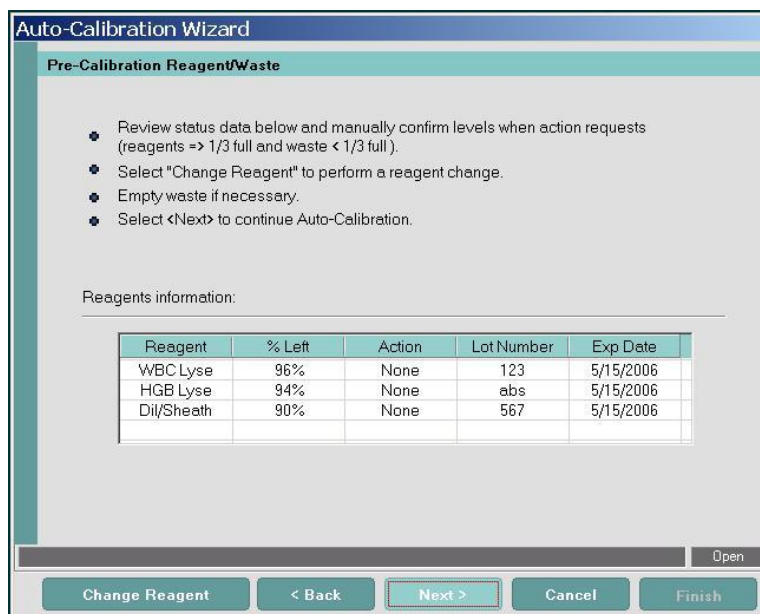 Auto-Calibration Wizard
Pre-Calibration Reagent/Waste
Review status data below and manually confirm levels when action requests
(reagents => 1/3 full and waste < 1/3 full ).
Select "Change Reagent" to perform a reagent change.
Empty waste if necessary.
Select <Next> to continue Auto-Calibration.
Reagents information:
Reagent % Left Action Lot Number Exp Date
WBC Lyse 96% None 123 5/15/2006
HGB Lyse 94% None abs 5/15/2006
Dil/Sheath 90% None 567 5/15/2006
Open
Change Reagent < Back Next > Cancel Finish